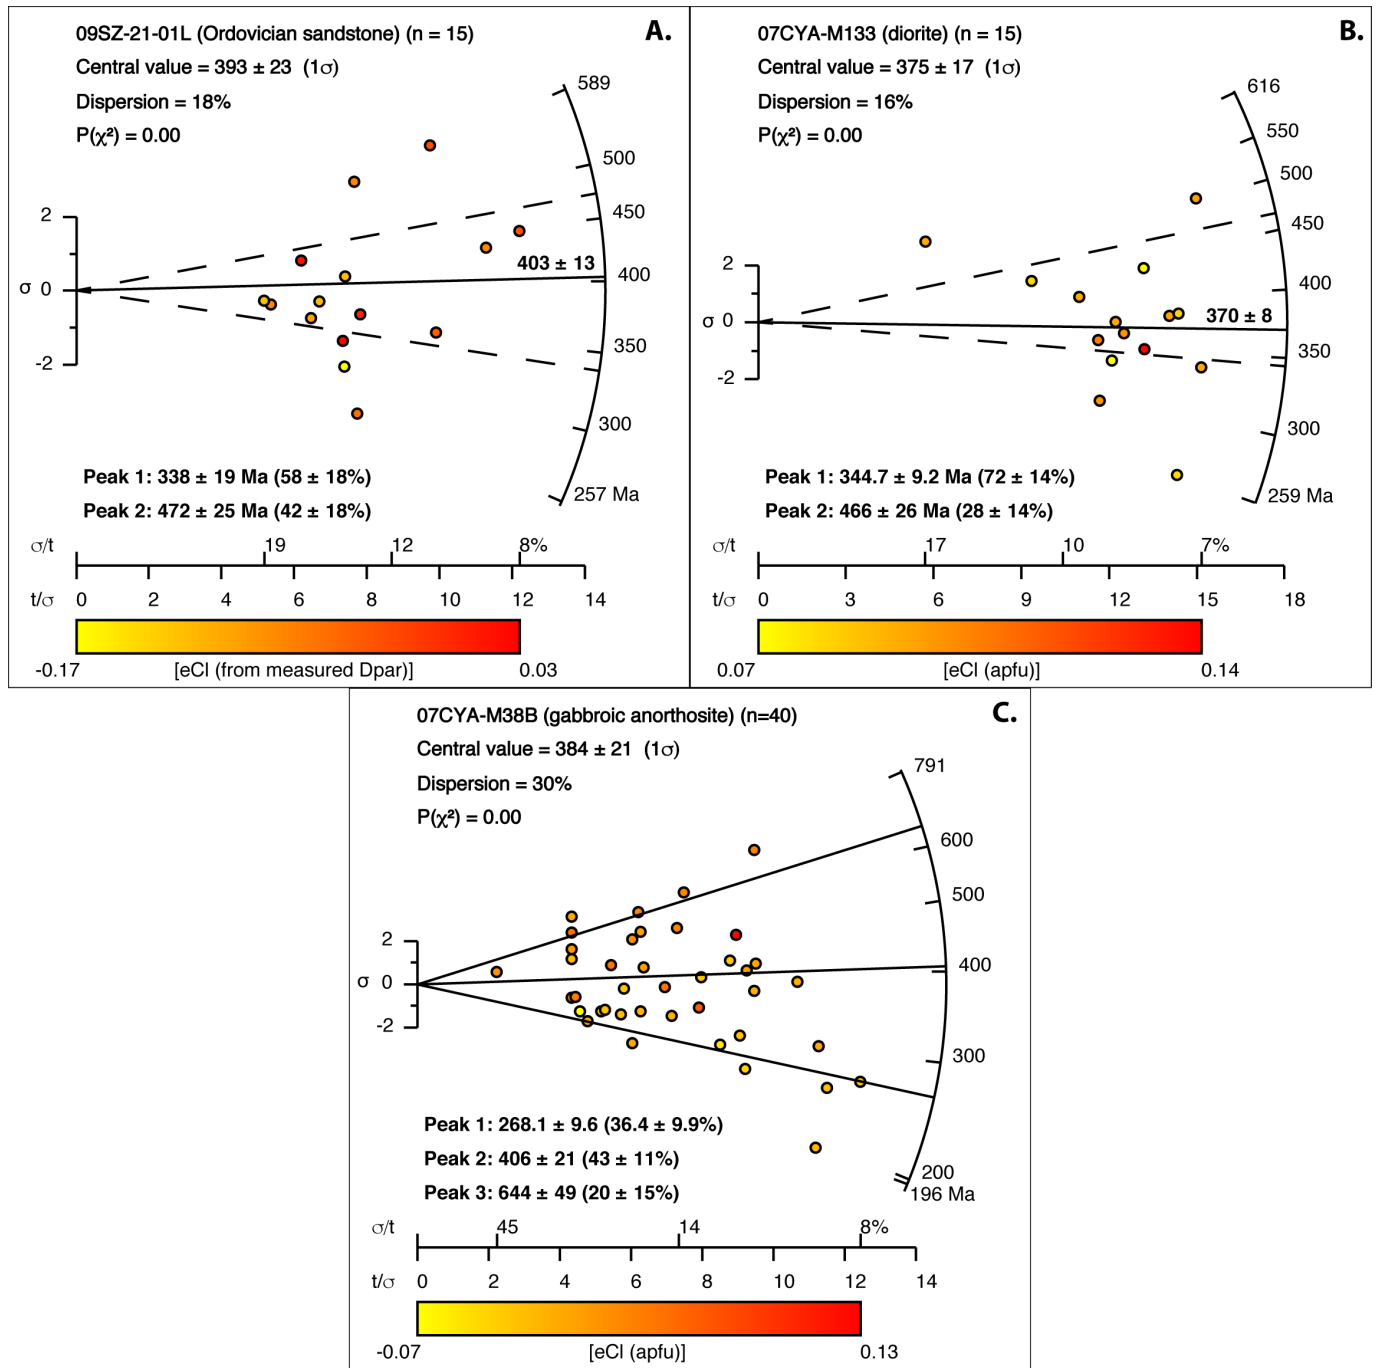 09SZ-21-01L (Ordovician sandstone) (n = 15)
A.
Central value = 393 ± 23 (1σ)
Dispersion = 18%
P(χ²) = 0.00
589
500
450
403 ± 13
400
350
300
257 Ma
2
σ 0
-2
Peak 1: 338 ± 19 Ma (58 ± 18%)
Peak 2: 472 ± 25 Ma (42 ± 18%)
σ/t 19 12 8%
t/σ 0 2 4 6 8 10 12 14
-0.17 [eCl (from measured Dpar)] 0.03
07CYA-M133 (diorite) (n = 15)
B.
Central value = 375 ± 17 (1σ)
Dispersion = 16%
P(χ²) = 0.00
616
550
500
450
400
370 ± 8
350
300
259 Ma
2
σ 0
-2
Peak 1: 344.7 ± 9.2 Ma (72 ± 14%)
Peak 2: 466 ± 26 Ma (28 ± 14%)
σ/t 17 10 7%
t/σ 0 3 6 9 12 15 18
0.07 [eCl (apfu)] 0.14
07CYA-M38B (gabbroic anorthosite) (n=40)
C.
Central value = 384 ± 21 (1σ)
Dispersion = 30%
P(χ²) = 0.00
791
600
500
400
300
200
196 Ma
2
σ 0
-2
Peak 1: 268.1 ± 9.6 (36.4 ± 9.9%)
Peak 2: 406 ± 21 (43 ± 11%)
Peak 3: 644 ± 49 (20 ± 15%)
σ/t 45 14 8%
t/σ 0 2 4 6 8 10 12 14
-0.07 [eCl (apfu)] 0.13